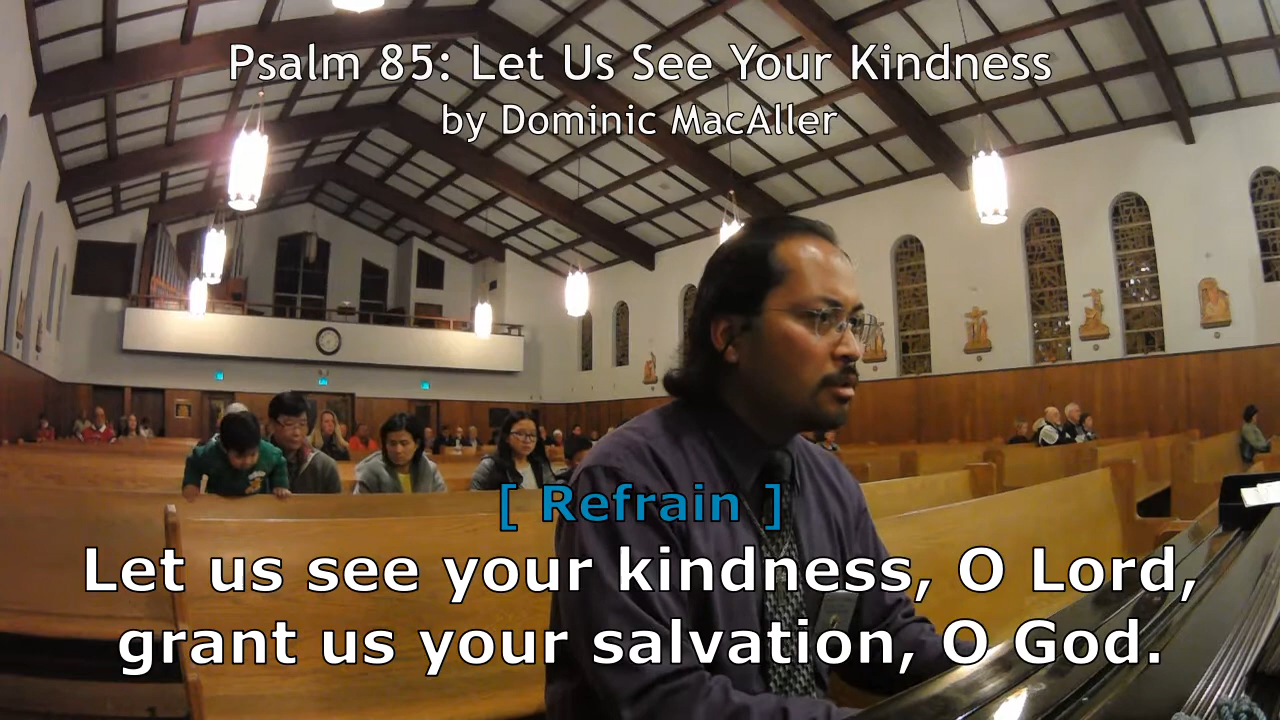 Psalm 85: Let Us See Your Kindness
by Dominic MacAller
[ Refrain ]
Let us see your kindness, O Lord,
grant us your salvation, O God.